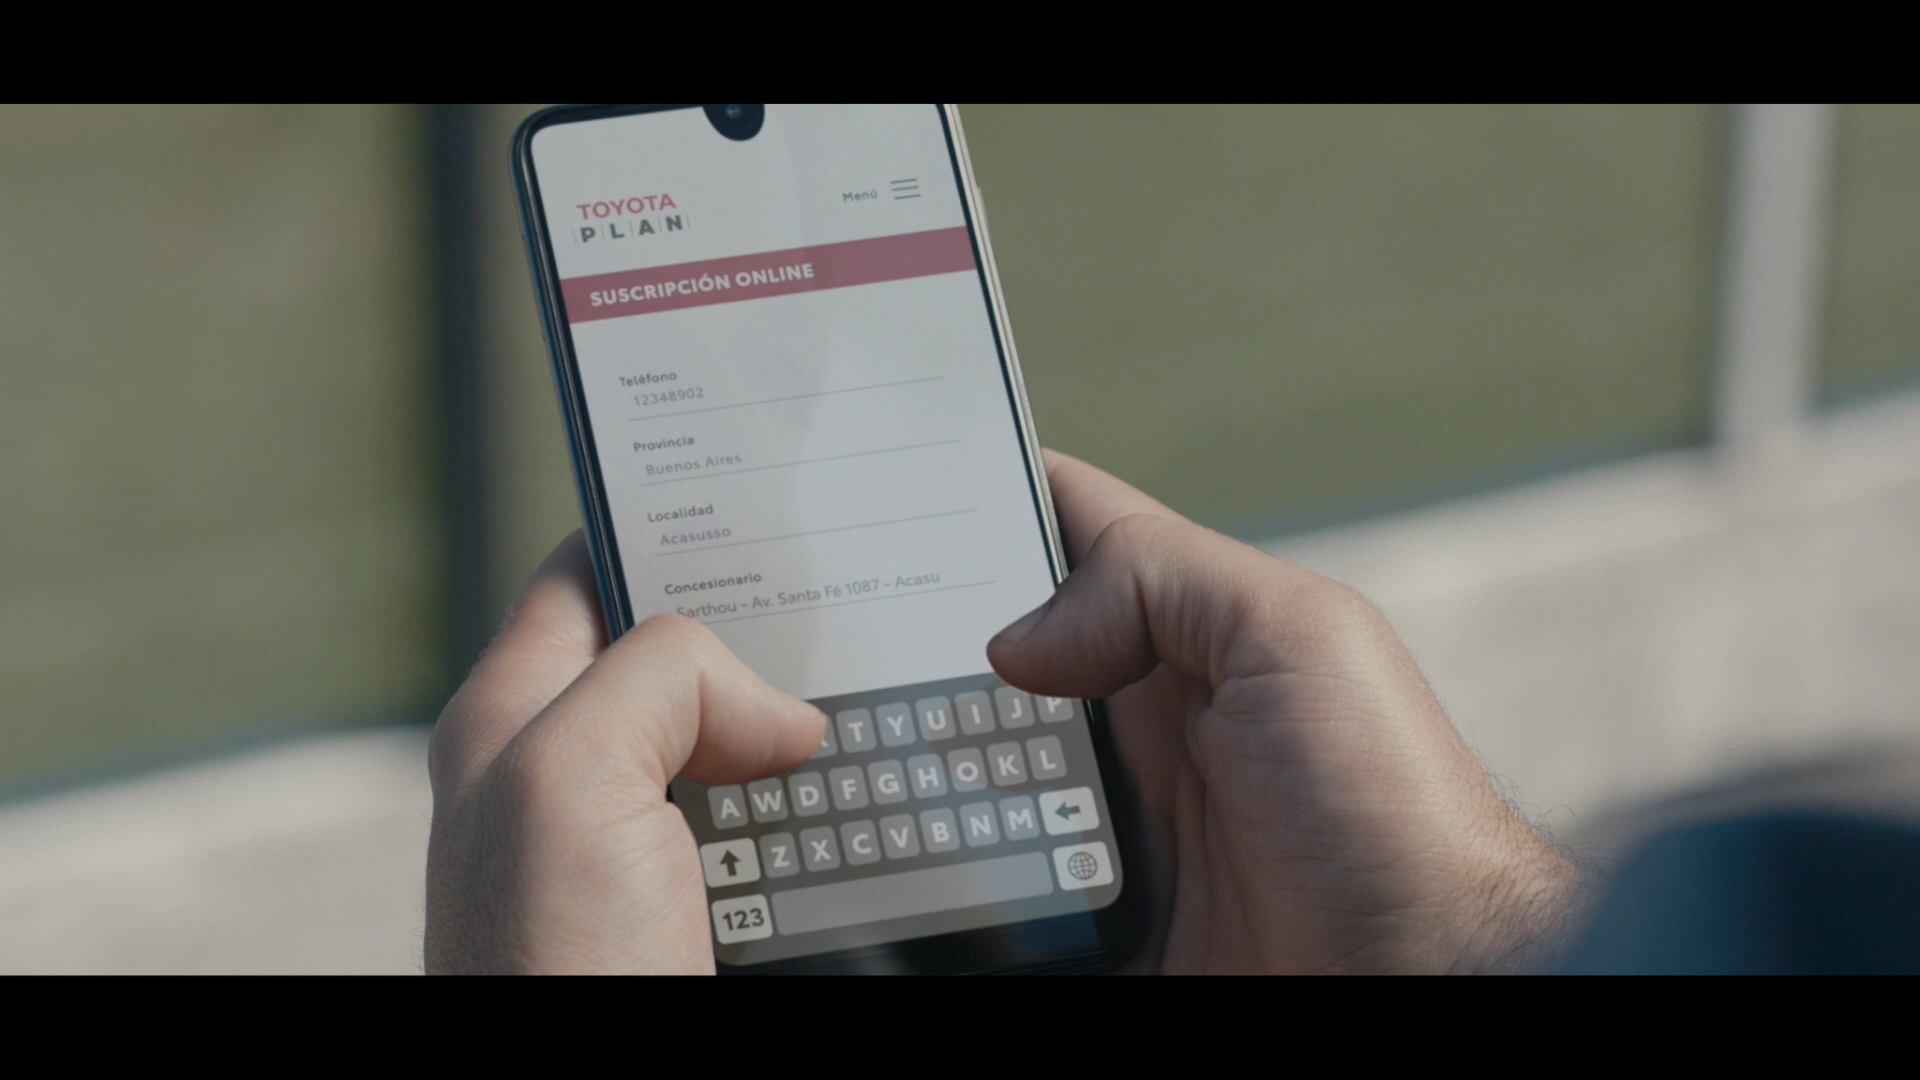 TOYOTA
PLAN
Menú
SUSCRIPCIÓN ONLINE
Teléfono
12348902
Provincia
Buenos Aires
Localidad
Acasusso
Concesionario
Sarthou - Av. Santa Fé 1087 - Acasu
T Y U I J P
A W D F G H O K L
Z X C V B N M
123